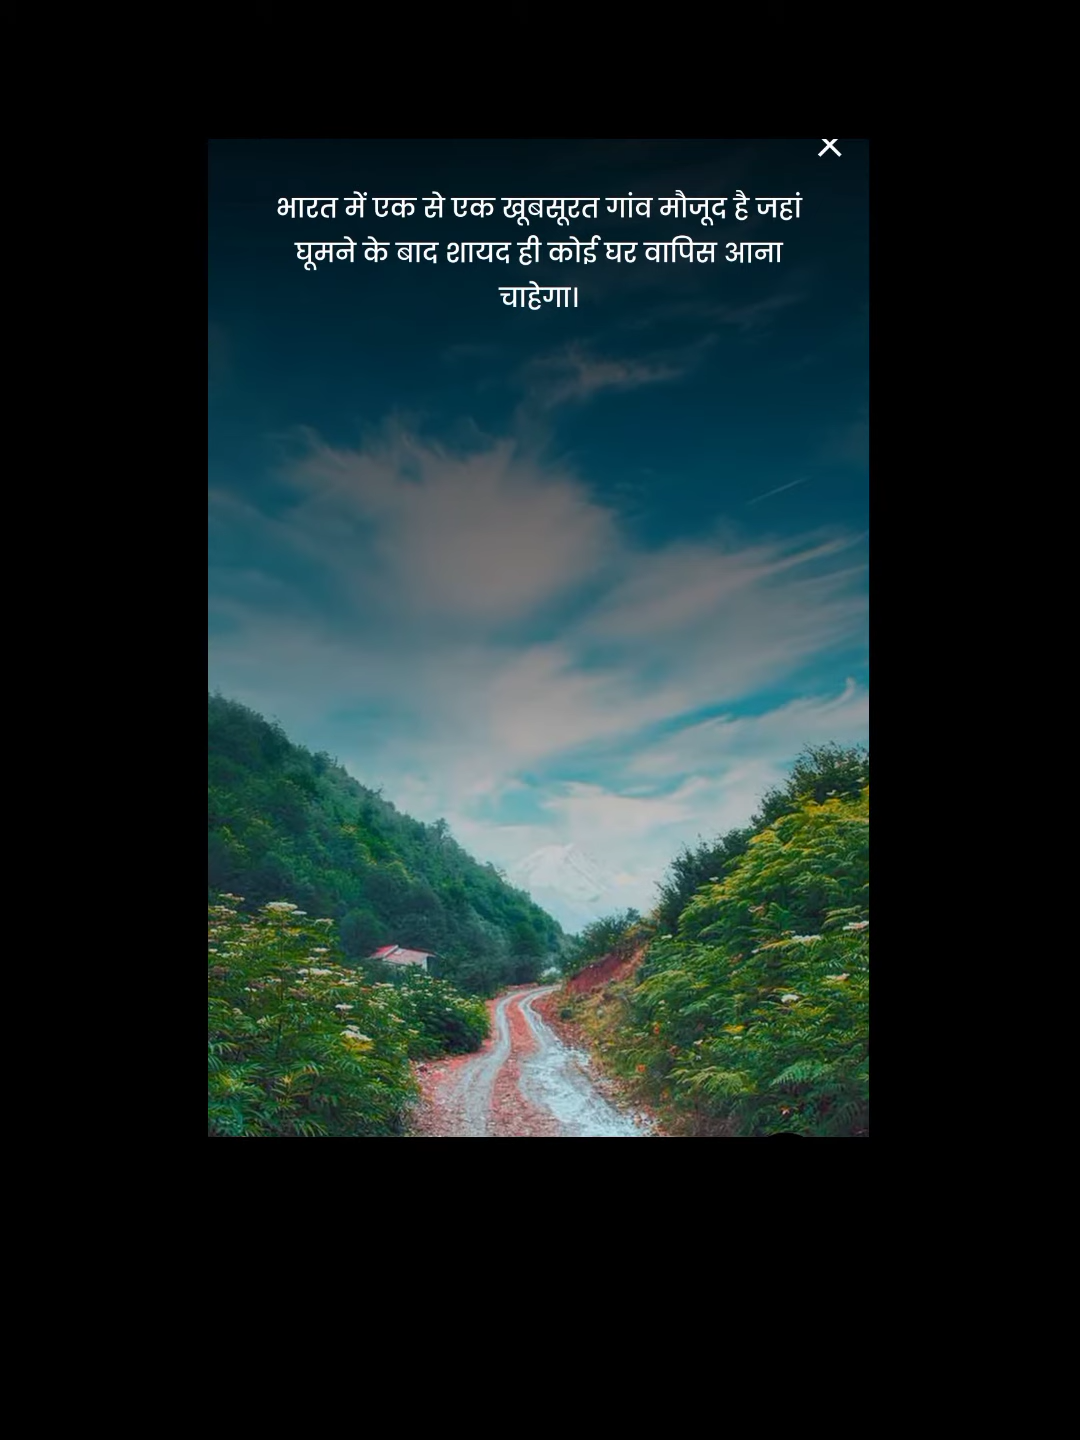 भारत में एक से एक खूबसूरत गांव मौजूद है जहां
घूमने के बाद शायद ही कोई घर वापिस आना
चाहेगा।